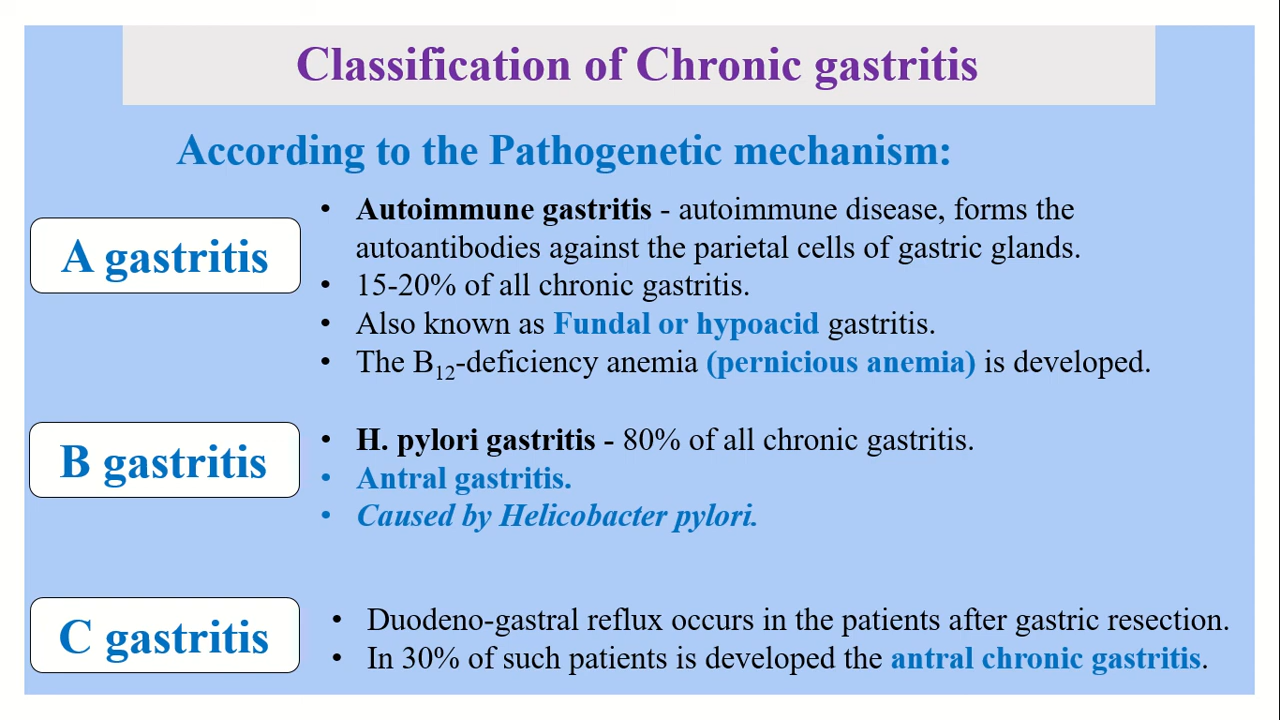 Classification of Chronic gastritis
According to the Pathogenetic mechanism:
A gastritis
• Autoimmune gastritis - autoimmune disease, forms the
autoantibodies against the parietal cells of gastric glands.
• 15-20% of all chronic gastritis.
• Also known as Fundal or hypoacid gastritis.
• The B₁₂-deficiency anemia (pernicious anemia) is developed.
B gastritis
• H. pylori gastritis - 80% of all chronic gastritis.
• Antral gastritis.
• Caused by Helicobacter pylori.
C gastritis
• Duodeno-gastral reflux occurs in the patients after gastric resection.
• In 30% of such patients is developed the antral chronic gastritis.